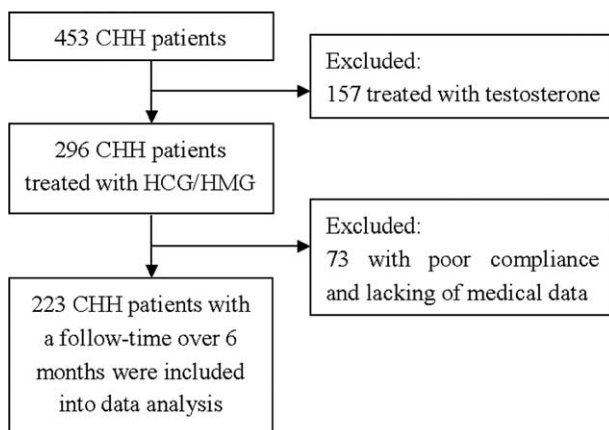 453 CHH patients
Excluded:
157 treated with testosterone
296 CHH patients
treated with HCG/HMG
Excluded:
73 with poor compliance
and lacking of medical data
223 CHH patients with
a follow-time over 6
months were included
into data analysis